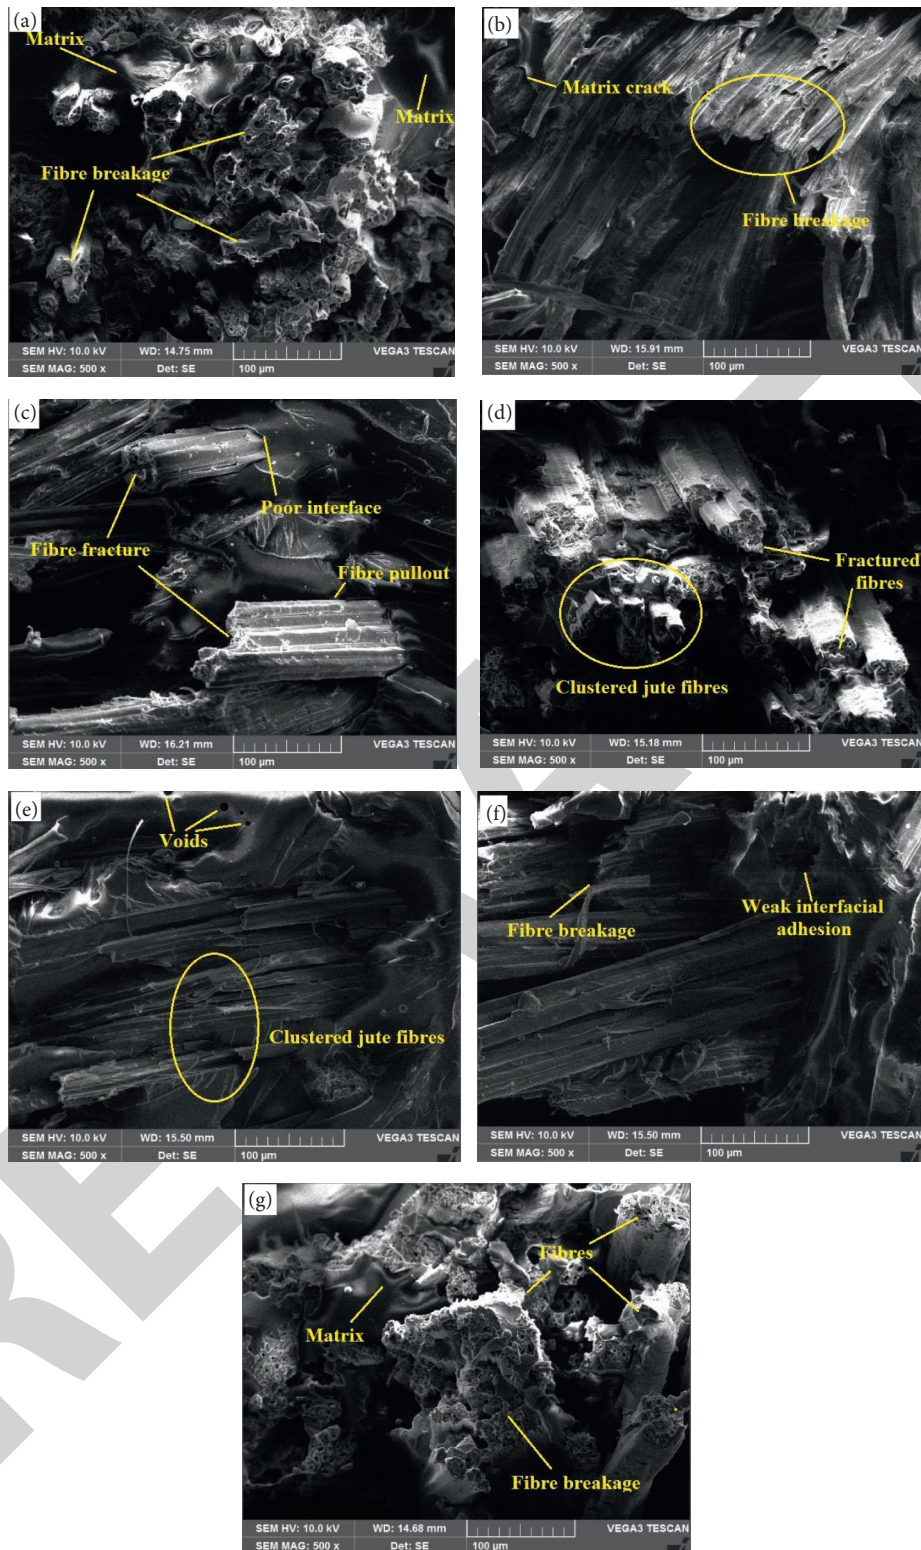 (a)
Matrix
Matrix
Fibre breakage
SEM HV: 10.0 kV WD: 14.75 mm VEGA3 TESCAN
SEM MAG: 500 x Det: SE 100 µm
(b)
Matrix crack
Fibre breakage
SEM HV: 10.0 kV WD: 15.91 mm VEGA3 TESCAN
SEM MAG: 500 x Det: SE 100 µm
(c)
Poor interface
Fibre fracture
Fibre pullout
SEM HV: 10.0 kV WD: 16.21 mm VEGA3 TESCAN
SEM MAG: 500 x Det: SE 100 µm
(d)
Fractured
fibres
Clustered jute fibres
SEM HV: 10.0 kV WD: 15.18 mm VEGA3 TESCAN
SEM MAG: 500 x Det: SE 100 µm
(e)
Voids
Clustered jute fibres
SEM HV: 10.0 kV WD: 15.50 mm VEGA3 TESCAN
SEM MAG: 500 x Det: SE 100 µm
(f)
Fibre breakage
Weak interfacial
adhesion
SEM HV: 10.0 kV WD: 15.50 mm VEGA3 TESCAN
SEM MAG: 500 x Det: SE 100 µm
(g)
Fibres
Matrix
Fibre breakage
SEM HV: 10.0 kV WD: 14.68 mm VEGA3 TESCAN
SEM MAG: 500 x Det: SE 100 µm